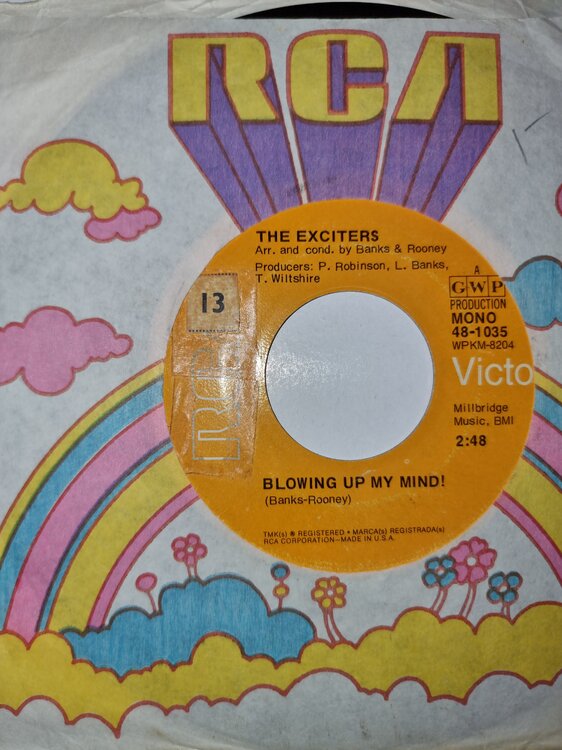 RCA
THE EXCITERS
Arr. and cond. by Banks & Rooney
Producers: P. Robinson, L. Banks,
T. Wiltshire
13
RCA
A
GWP
PRODUCTION
MONO
48-1035
WPKM-8204
Victo
Millbridge
Music, BMI
2:48
BLOWING UP MY MIND!
(Banks-Rooney)
TMK(s) ® REGISTERED • MARCA(s) REGISTRADA(s)
RCA CORPORATION—MADE IN U.S.A.